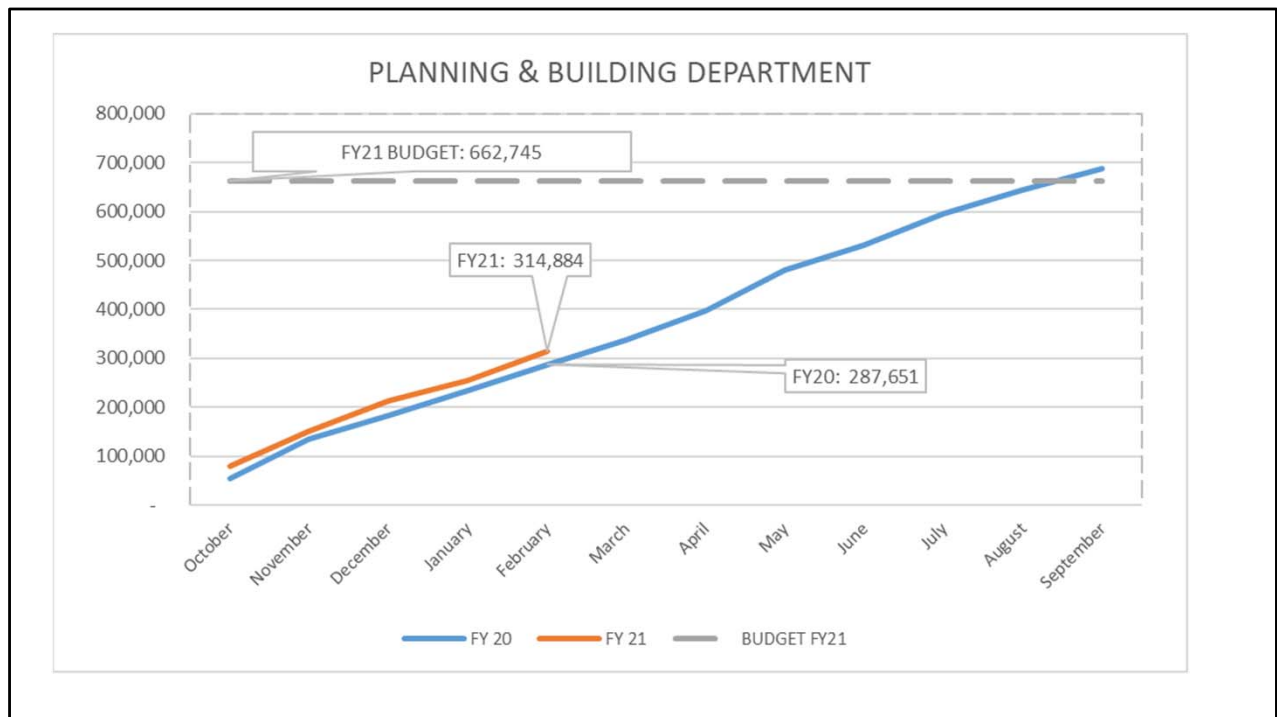 PLANNING & BUILDING DEPARTMENT
800,000
FY21 BUDGET: 662,745
700,000
600,000
500,000
FY21: 314,884
400,000
300,000
FY20: 287,651
200,000
100,000
-
October
November
December
January
February
March
April
May
June
July
August
September
FY 20
FY 21
BUDGET FY21